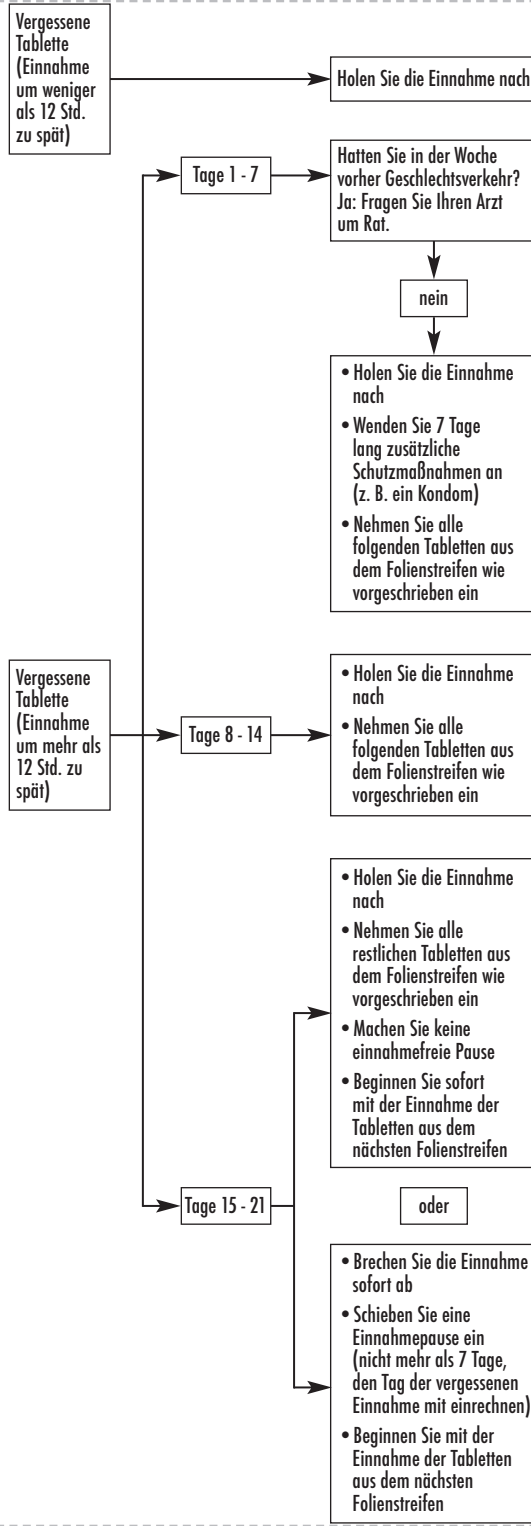 Vergessene
Tablette
(Einnahme
um weniger
als 12 Std.
zu spät)
Holen Sie die Einnahme nach
Tage 1 - 7
Hatten Sie in der Woche
vorher Geschlechtsverkehr?
Ja: Fragen Sie Ihren Arzt
um Rat.
nein
• Holen Sie die Einnahme
nach
• Wenden Sie 7 Tage
lang zusätzliche
Schutzmaßnahmen an
(z. B. ein Kondom)
• Nehmen Sie alle
folgenden Tabletten aus
dem Folienstreifen wie
vorgeschrieben ein
Vergessene
Tablette
(Einnahme
um mehr als
12 Std. zu
spät)
Tage 8 - 14
• Holen Sie die Einnahme
nach
• Nehmen Sie alle
folgenden Tabletten aus
dem Folienstreifen wie
vorgeschrieben ein
• Holen Sie die Einnahme
nach
• Nehmen Sie alle
restlichen Tabletten aus
dem Folienstreifen wie
vorgeschrieben ein
• Machen Sie keine
einnahmefreie Pause
• Beginnen Sie sofort
mit der Einnahme der
Tabletten aus dem
nächsten Folienstreifen
Tage 15 - 21
oder
• Brechen Sie die Einnahme
sofort ab
• Schieben Sie eine
Einnahmepause ein
(nicht mehr als 7 Tage,
den Tag der vergessenen
Einnahme mit einrechnen)
• Beginnen Sie mit der
Einnahme der Tabletten
aus dem nächsten
Folienstreifen